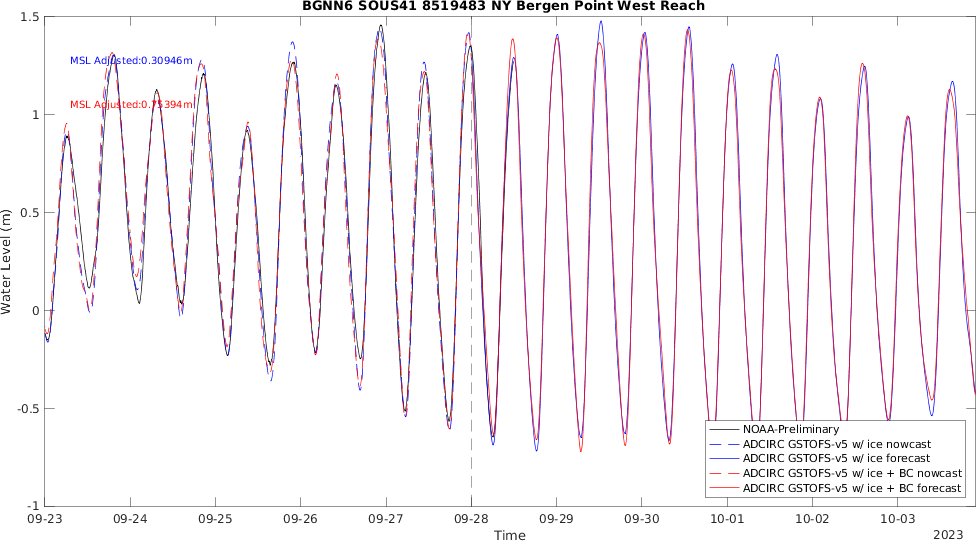 BGNN6 SOUS41 8519483 NY Bergen Point West Reach
1.5
1
0.5
0
-0.5
-1
Water Level (m)
MSL Adjusted:0.30946m
MSL Adjusted:0.75394m
NOAA-Preliminary
ADCIRC GSTOFS-v5 w/ ice nowcast
ADCIRC GSTOFS-v5 w/ ice forecast
ADCIRC GSTOFS-v5 w/ ice + BC nowcast
ADCIRC GSTOFS-v5 w/ ice + BC forecast
09-23 09-24 09-25 09-26 09-27 09-28 09-29 09-30 10-01 10-02 10-03
Time
2023